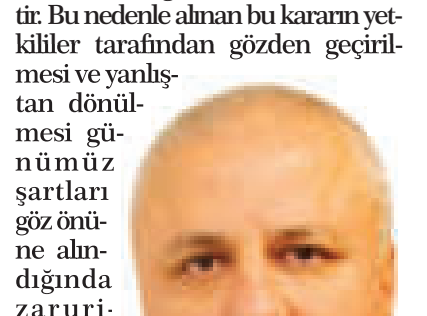 tir. Bu nedenle alınan bu kararın yet-
kililer tarafından gözden geçiril-
mesi ve yanlış-
tan dönül-
mesi gü-
nümüz
şartları
göz önü-
ne alın-
dığında
zaruri-